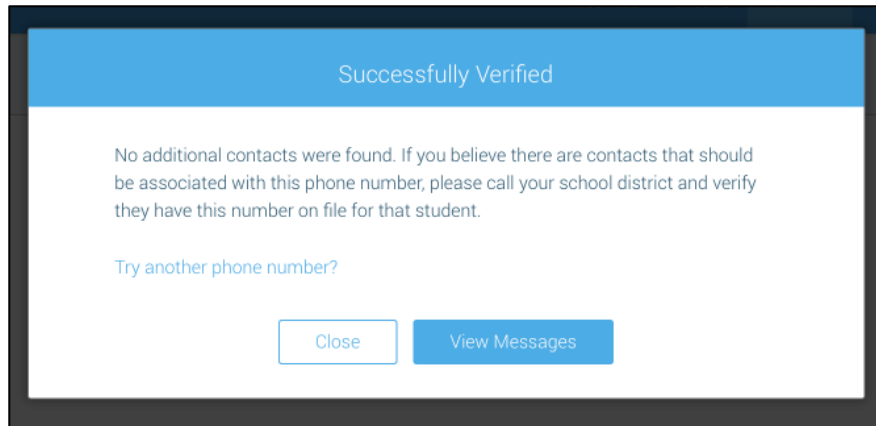 Successfully Verified
No additional contacts were found. If you believe there are contacts that should
be associated with this phone number, please call your school district and verify
they have this number on file for that student.
Try another phone number?
Close
View Messages